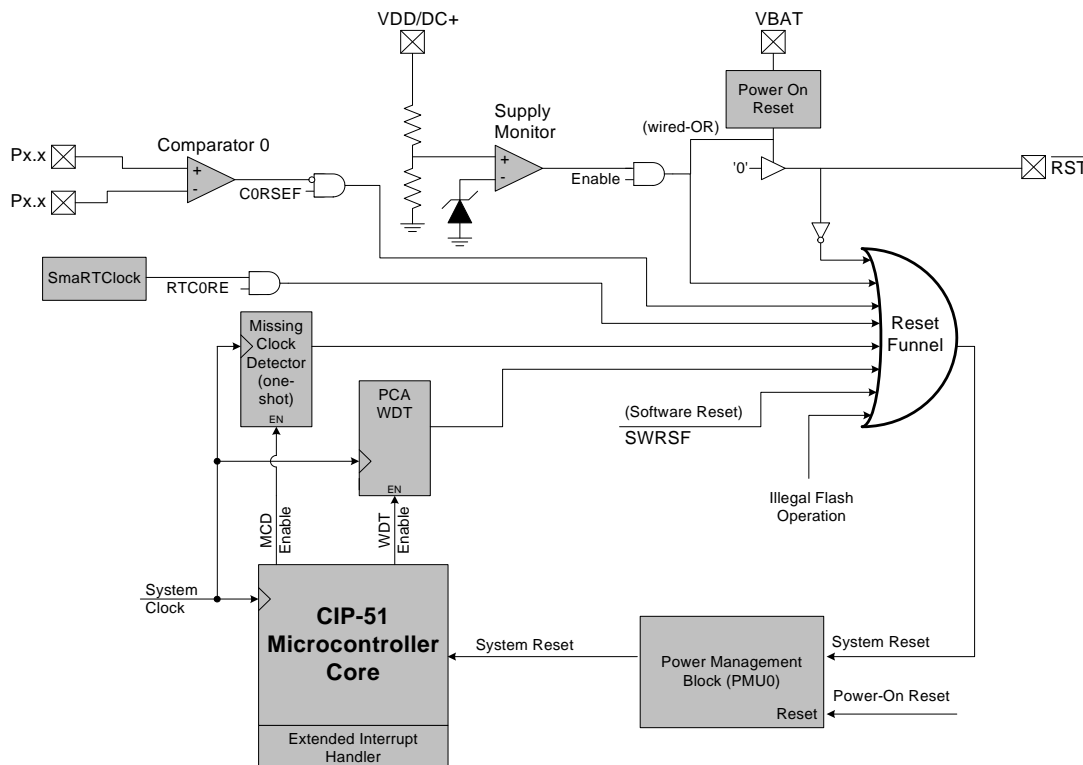 VDD/DC+
VBAT
Power On
Reset
Supply
Monitor
(wired-OR)
Comparator 0
Px.x
+
-
Px.x
C0RSEF
+
-
Enable
'0'
RST
SmaRTClock
RTC0RE
Missing
Clock
Detector
(one-
shot)
EN
PCA
WDT
EN
Reset
Funnel
(Software Reset)
SWRSF
Illegal Flash
Operation
MCD
Enable
WDT
Enable
System
Clock
CIP-51
Microcontroller
Core
Extended Interrupt
Handler
System Reset
Power Management
Block (PMU0)
Reset
System Reset
Power-On Reset